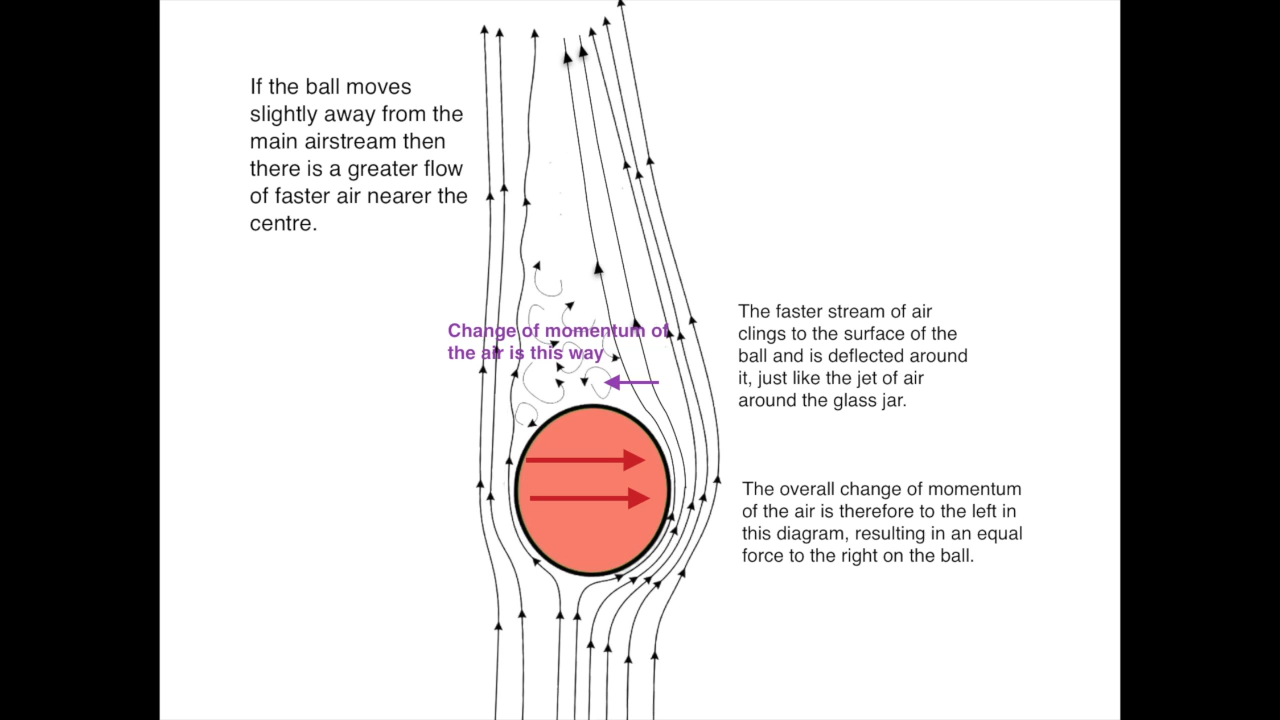 If the ball moves
slightly away from the
main airstream then
there is a greater flow
of faster air nearer the
centre.
Change of momentum of
the air is this way
The faster stream of air
clings to the surface of the
ball and is deflected around
it, just like the jet of air
around the glass jar.
The overall change of momentum
of the air is therefore to the left in
this diagram, resulting in an equal
force to the right on the ball.